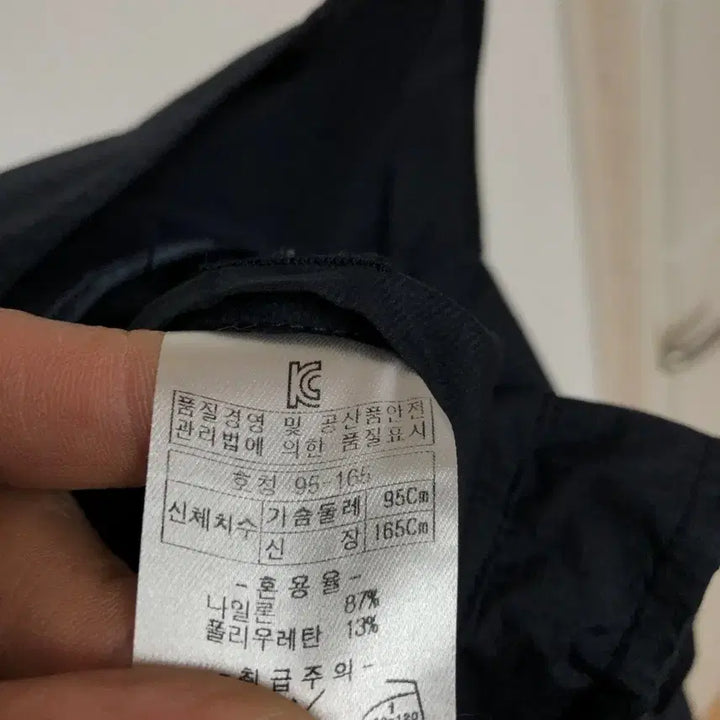 KC
품질경영 및 공산품안전
관리법에 의한 품질표시
호칭 95-165
신체치수 가슴둘레 95Cm
신 장 165Cm
-혼용율-
나일론 87%
폴리우레탄 13%
-취급주의-
1